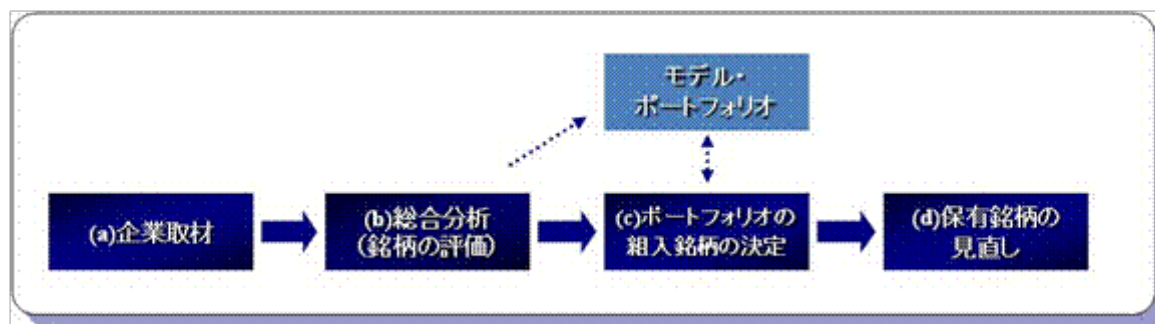 モデル・
ポートフォリオ
(a)企業取材
(b)総合分析
(銘柄の評価)
(c)ポートフォリオの
組入銘柄の決定
(d)保有銘柄の
見直し